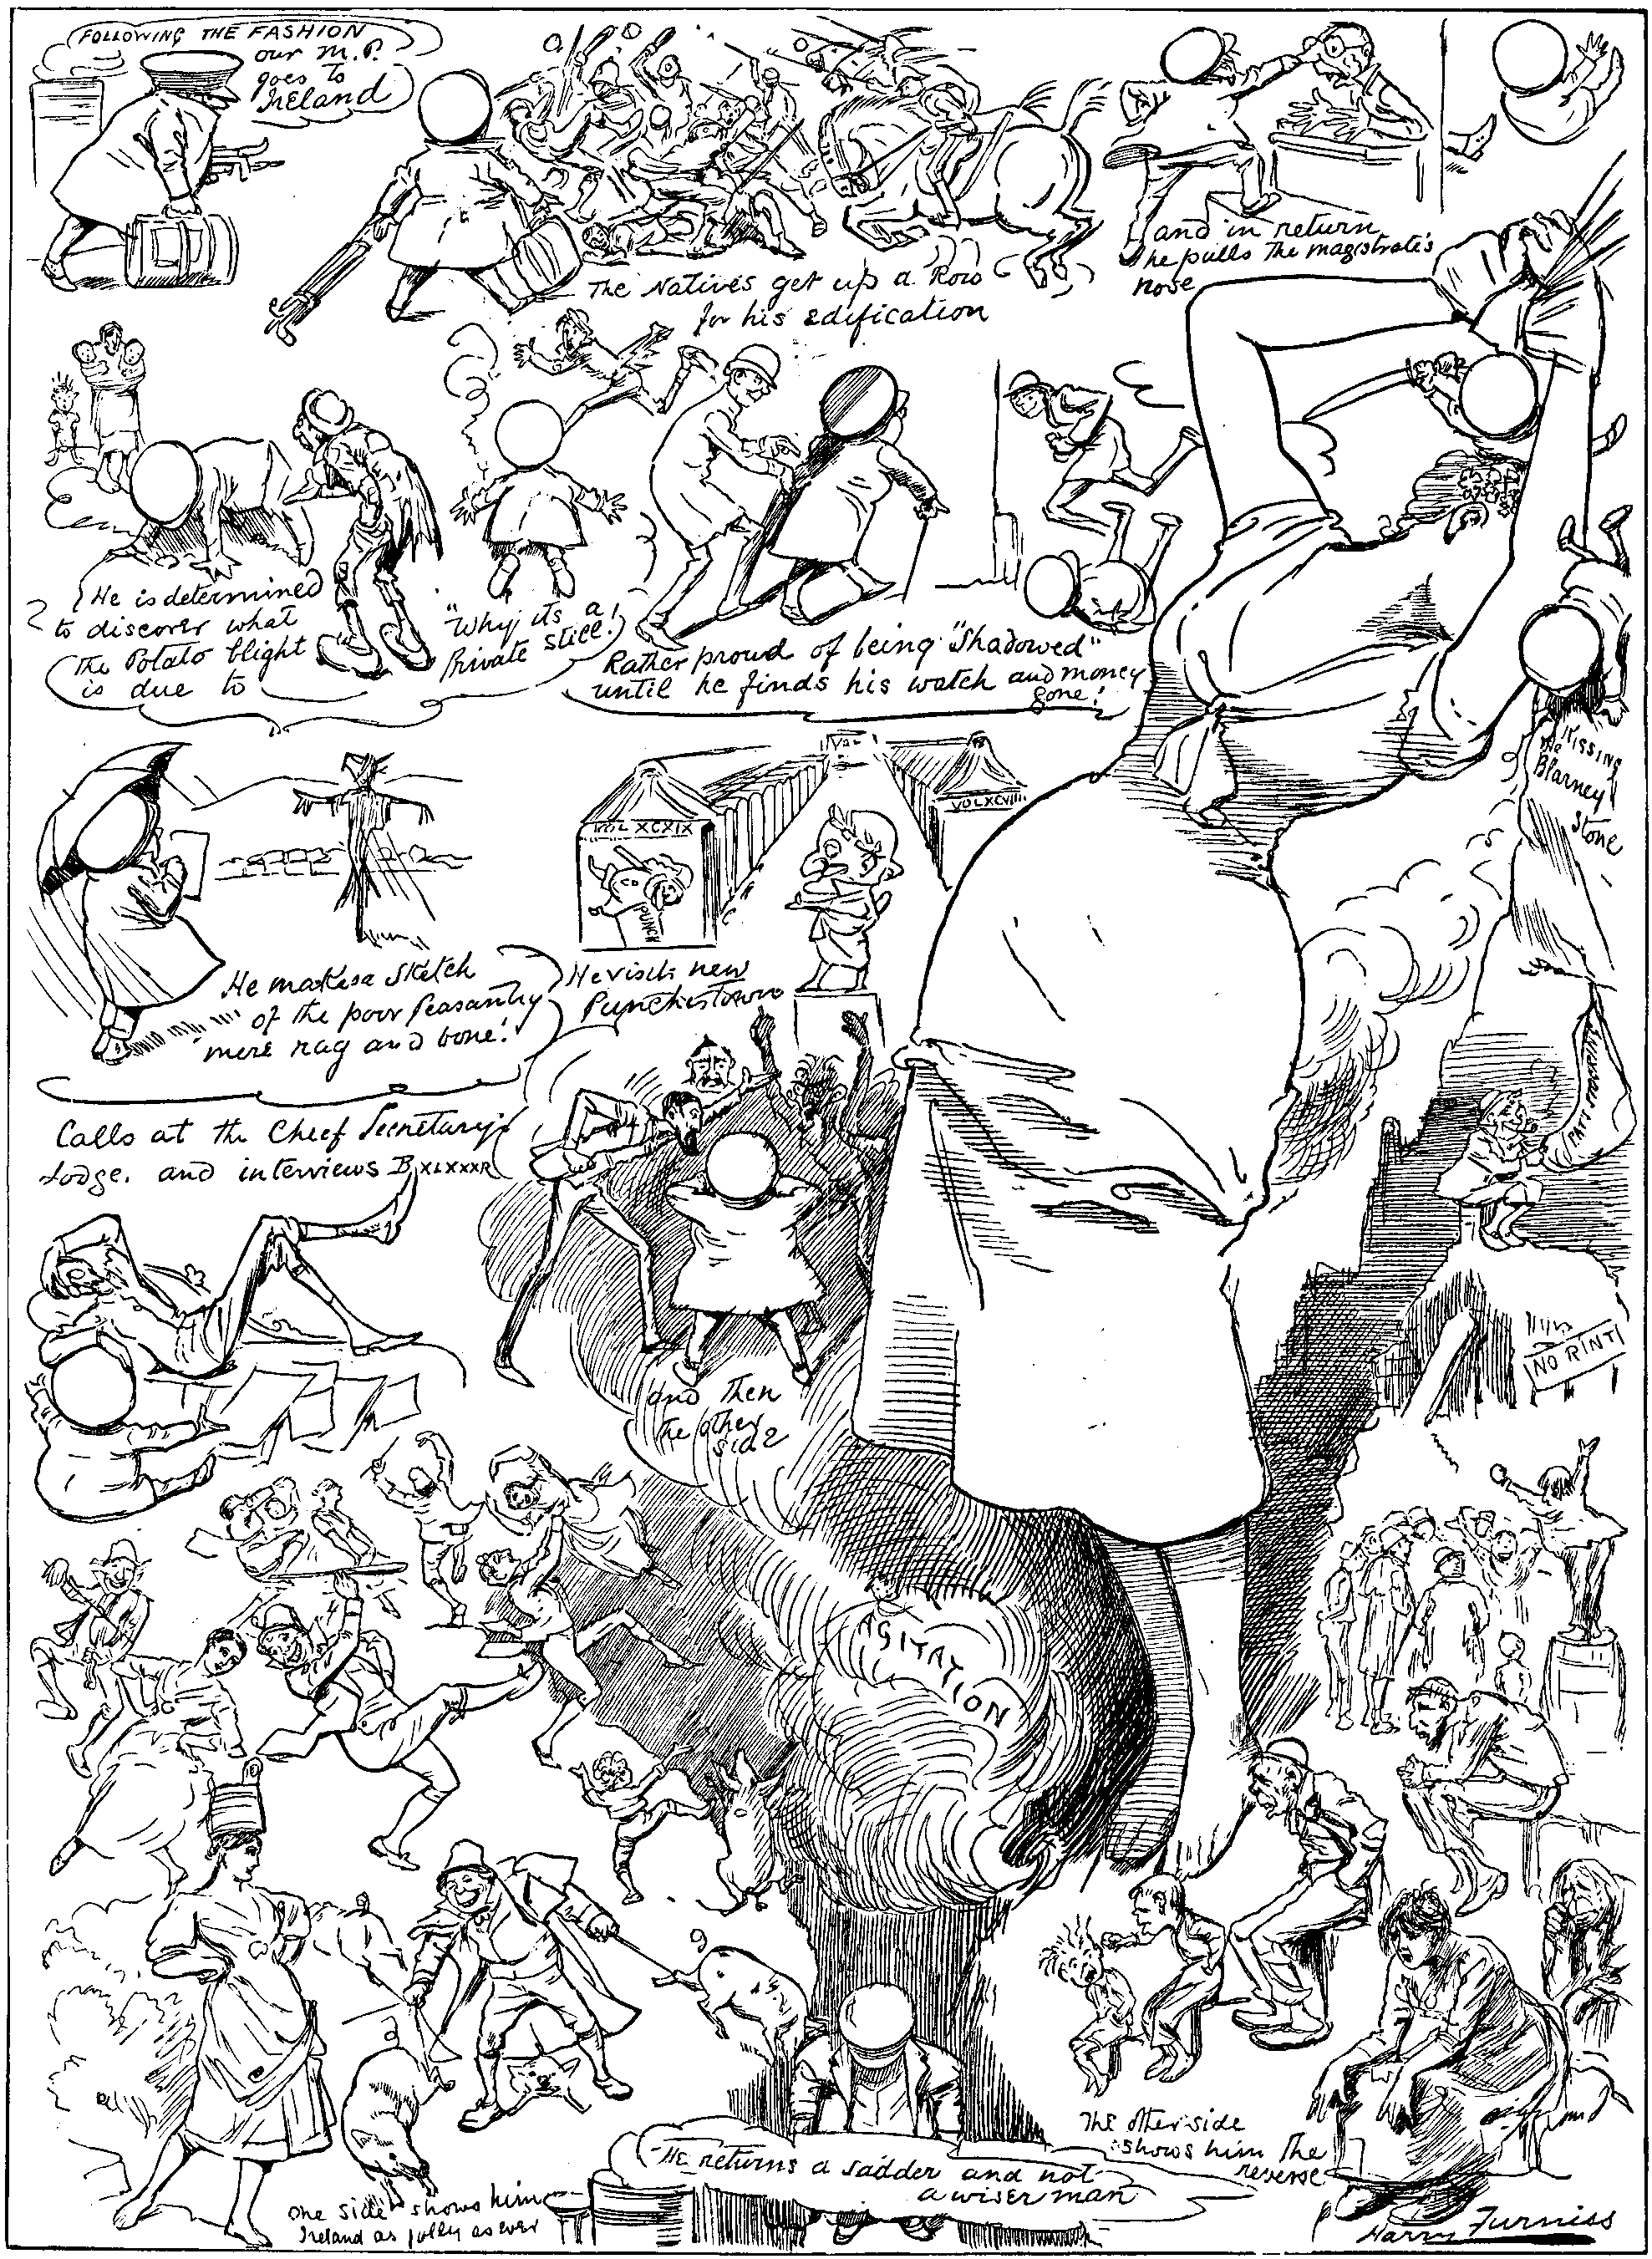 FOLLOWING THE FASHION
our M.P.
goes to
Ireland
The Natives get up a Row
for his Edification
and in return
he pulls the magistrate's
nose
He is determined
to discover what
the Potato blight
is due to
"Why its a
Private Still!
Rather proud of being "Shadowed"
until he finds his watch and money
gone!
KISSING
the
Blarney
Stone
He makes a Sketch
of the poor Peasantry
mere rag and bone!
VOL
VOL XCVIII
VOL XCXIX
PUNCH
He visits new
Punchestown
Calls at the Chief Secretary's
Lodge. and interviews B,XLXXXR
and then
the other
side
PAT'S STOCKING
NO RINT!
AGITATION
One side shows him
Ireland as jolly as ever
He returns a sadder and not
a wiser man
The other side
shows him the
reverse
Harry Furniss